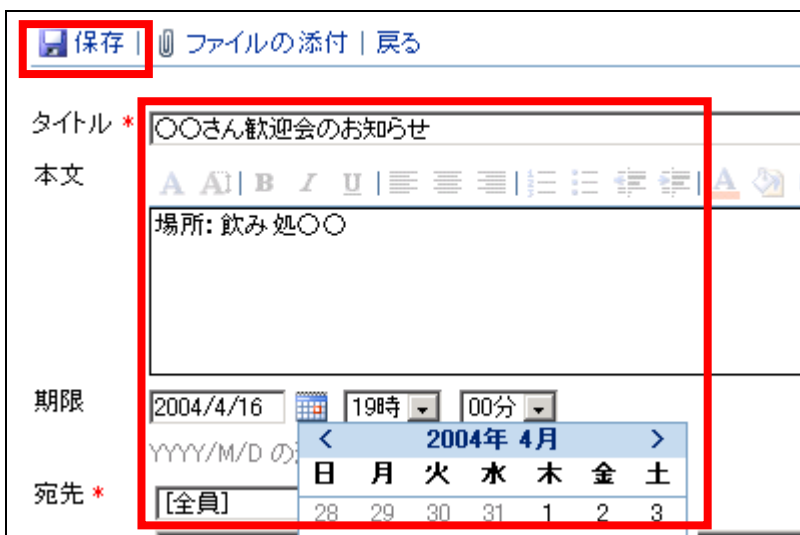 保存 | ファイルの添付 | 戻る
タイトル * 〇〇さん歓迎会のお知らせ
本文
A A B I U A
場所: 飲み処〇〇
期限 2004/4/16 19時 00分
YYYY/M/D の
< 2004年 4月 >
日 月 火 水 木 金 土
宛先 * [全員]
28 29 30 31 1 2 3